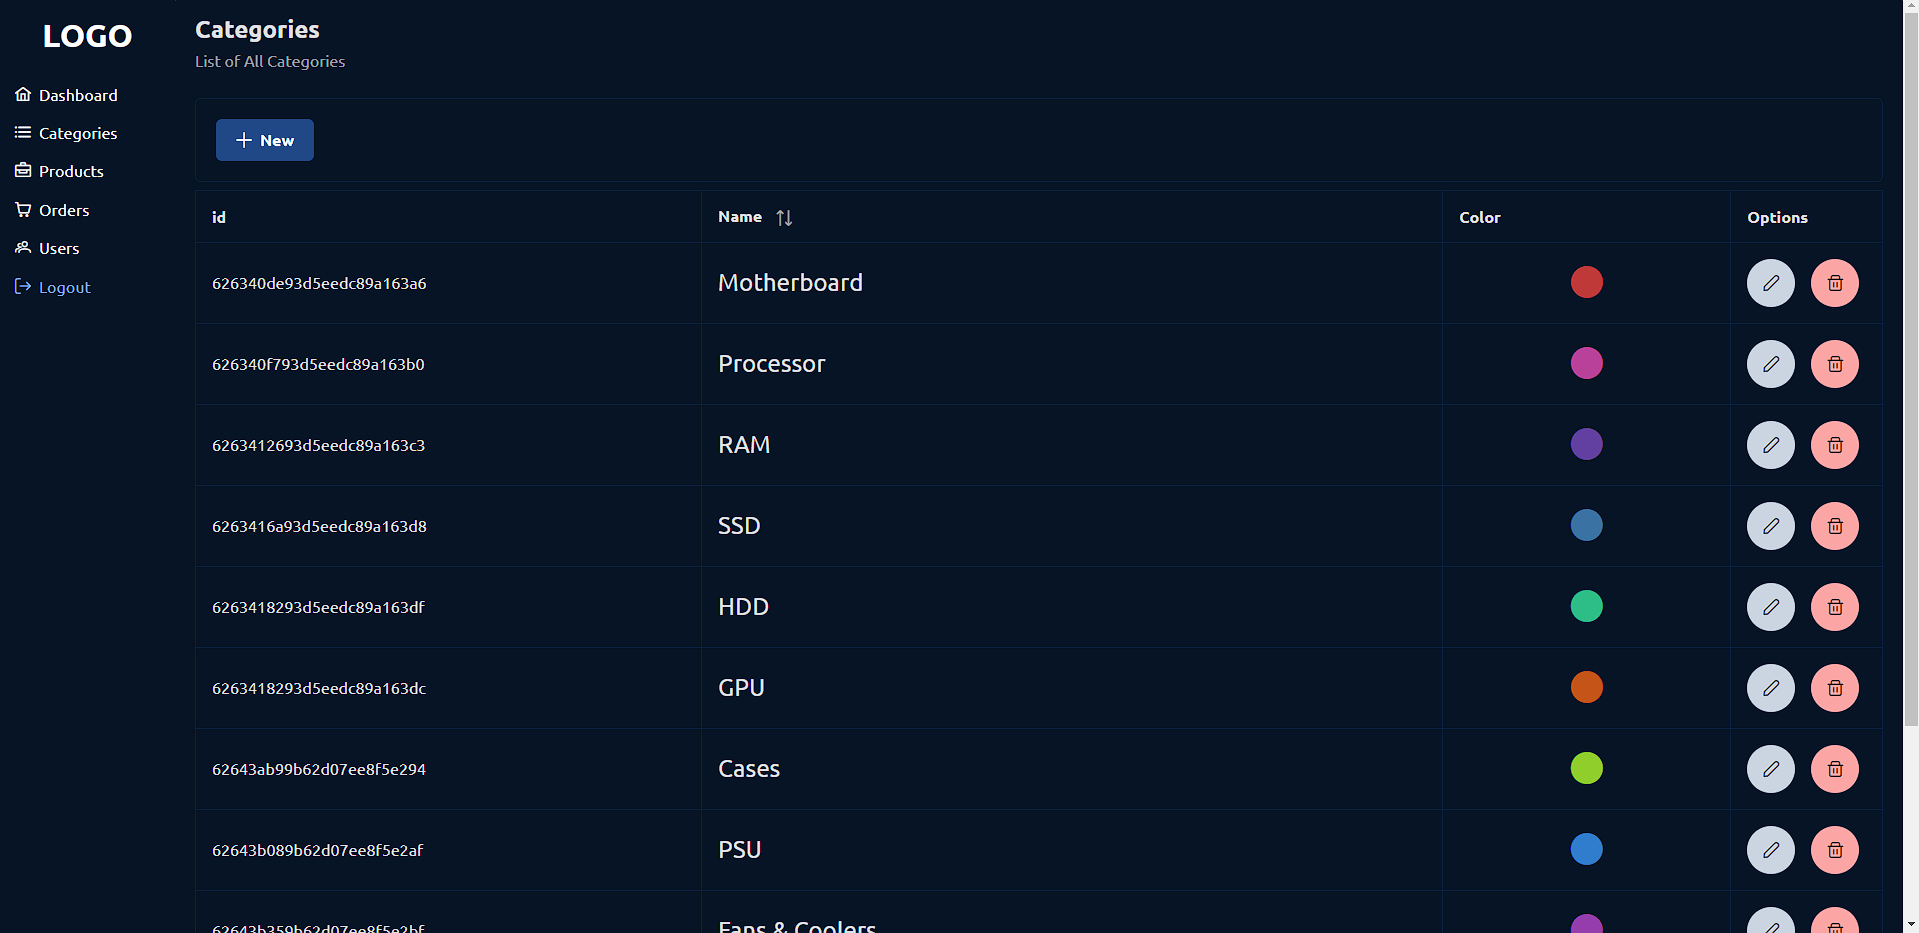 LOGO
Dashboard
Categories
Products
Orders
Users
Logout
Categories
List of All Categories
New
id Name Color Options
626340de93d5eedc89a163a6 Motherboard
626340f793d5eedc89a163b0 Processor
6263412693d5eedc89a163c3 RAM
6263416a93d5eedc89a163d8 SSD
6263418293d5eedc89a163df HDD
6263418293d5eedc89a163dc GPU
62643ab99b62d07ee8f5e294 Cases
62643b089b62d07ee8f5e2af PSU
62643b359b62d07ee8f5e2bf Fans & Coolers